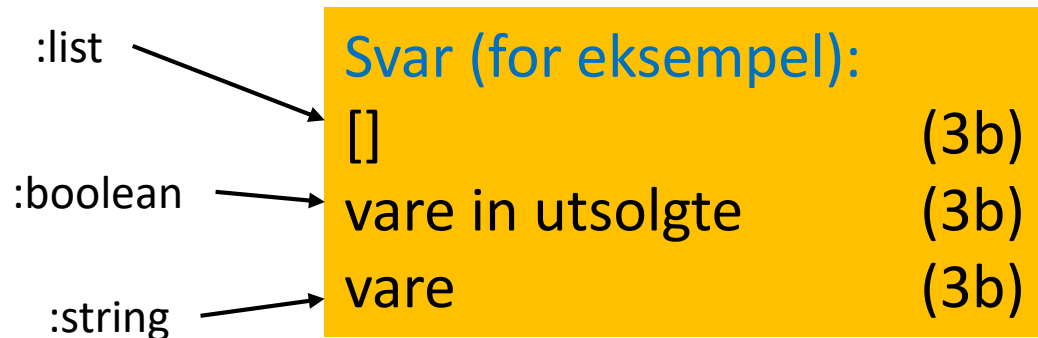 :list
Svar (for eksempel):
[] (3b)
:boolean
vare in utsolgte (3b)
vare (3b)
:string